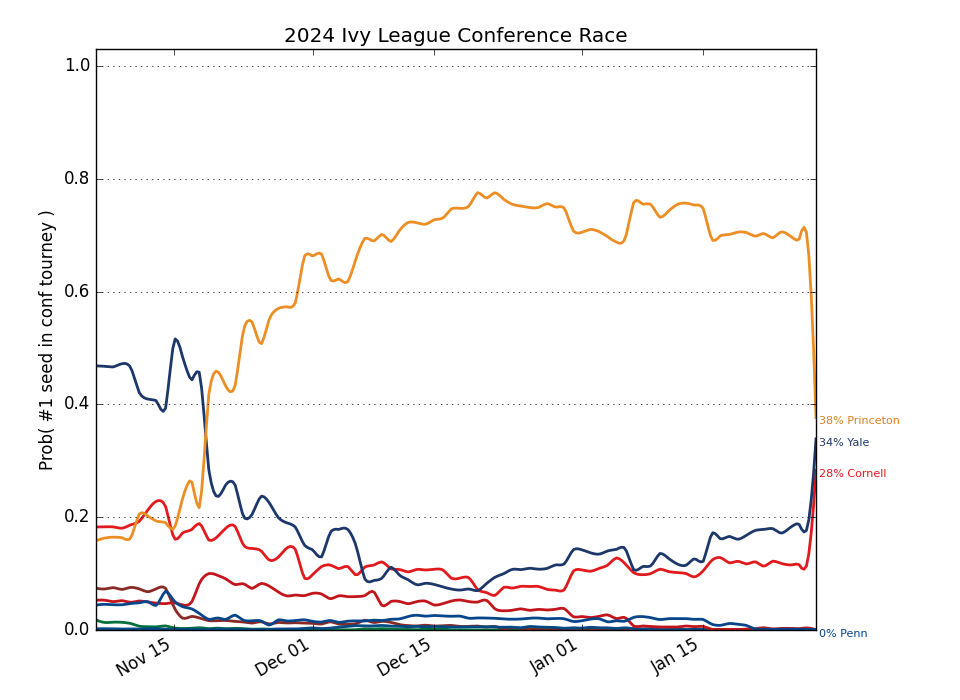 2024 Ivy League Conference Race
Prob( #1 seed in conf tourney )
1.0
0.8
0.6
0.4
0.2
0.0
38% Princeton
34% Yale
28% Cornell
0% Penn
Nov 15
Dec 01
Dec 15
Jan 01
Jan 15